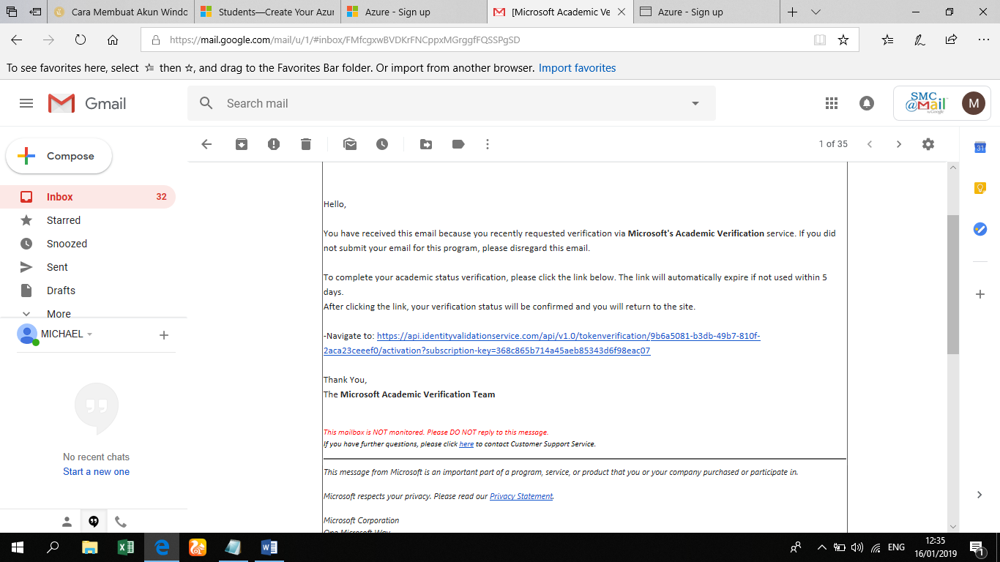 Cara Membuat Akun Windo
Students—Create Your Azur
Azure - Sign up
[Microsoft Academic Ve
Azure - Sign up
https://mail.google.com/mail/u/1/#inbox/FMfcgxwBVDKrFNCppxMGrggfFQSSPgSD
To see favorites here, select then ☆, and drag to the Favorites Bar folder. Or import from another browser. Import favorites
Gmail
Search mail
SMC
@Mail
M
Compose
1 of 35
31
Inbox 32
Starred
Snoozed
Sent
Drafts
More
MICHAEL
No recent chats
Start a new one
Hello,
You have received this email because you recently requested verification via Microsoft's Academic Verification service. If you did
not submit your email for this program, please disregard this email.
To complete your academic status verification, please click the link below. The link will automatically expire if not used within 5
days.
After clicking the link, your verification status will be confirmed and you will return to the site.
-Navigate to: https://api.identityvalidationservice.com/api/v1.0/tokenverification/9b6a5081-b3db-49b7-810f-
2aca23ceeef0/activation?subscription-key=368c865b714a45aeb85343d6f98eac07
Thank You,
The Microsoft Academic Verification Team
This mailbox is NOT monitored. Please DO NOT reply to this message.
If you have further questions, please click here to contact Customer Support Service.
This message from Microsoft is an important part of a program, service, or product that you or your company purchased or participate in.
Microsoft respects your privacy. Please read our Privacy Statement.
Microsoft Corporation
One Microsoft Way
ENG
12:35
16/01/2019
1